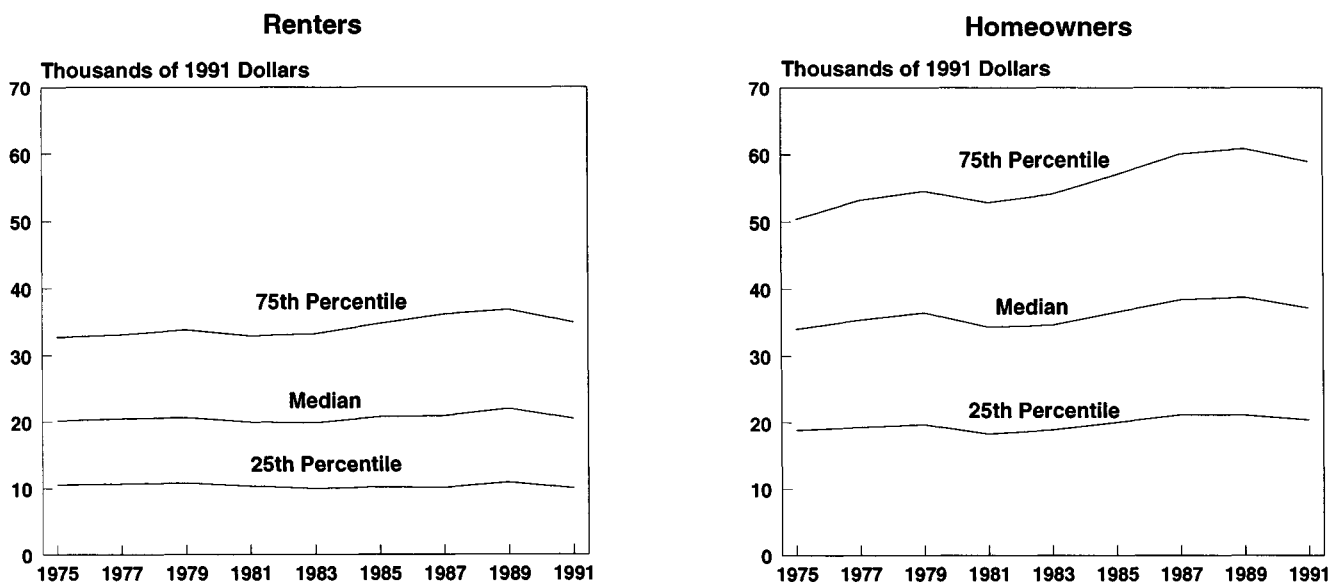 Renters
Thousands of 1991 Dollars
70
60
50
40
30
20
10
0
75th Percentile
Median
25th Percentile
1975 1977 1979 1981 1983 1985 1987 1989 1991
Homeowners
Thousands of 1991 Dollars
70
60
50
40
30
20
10
0
75th Percentile
Median
25th Percentile
1975 1977 1979 1981 1983 1985 1987 1989 1991